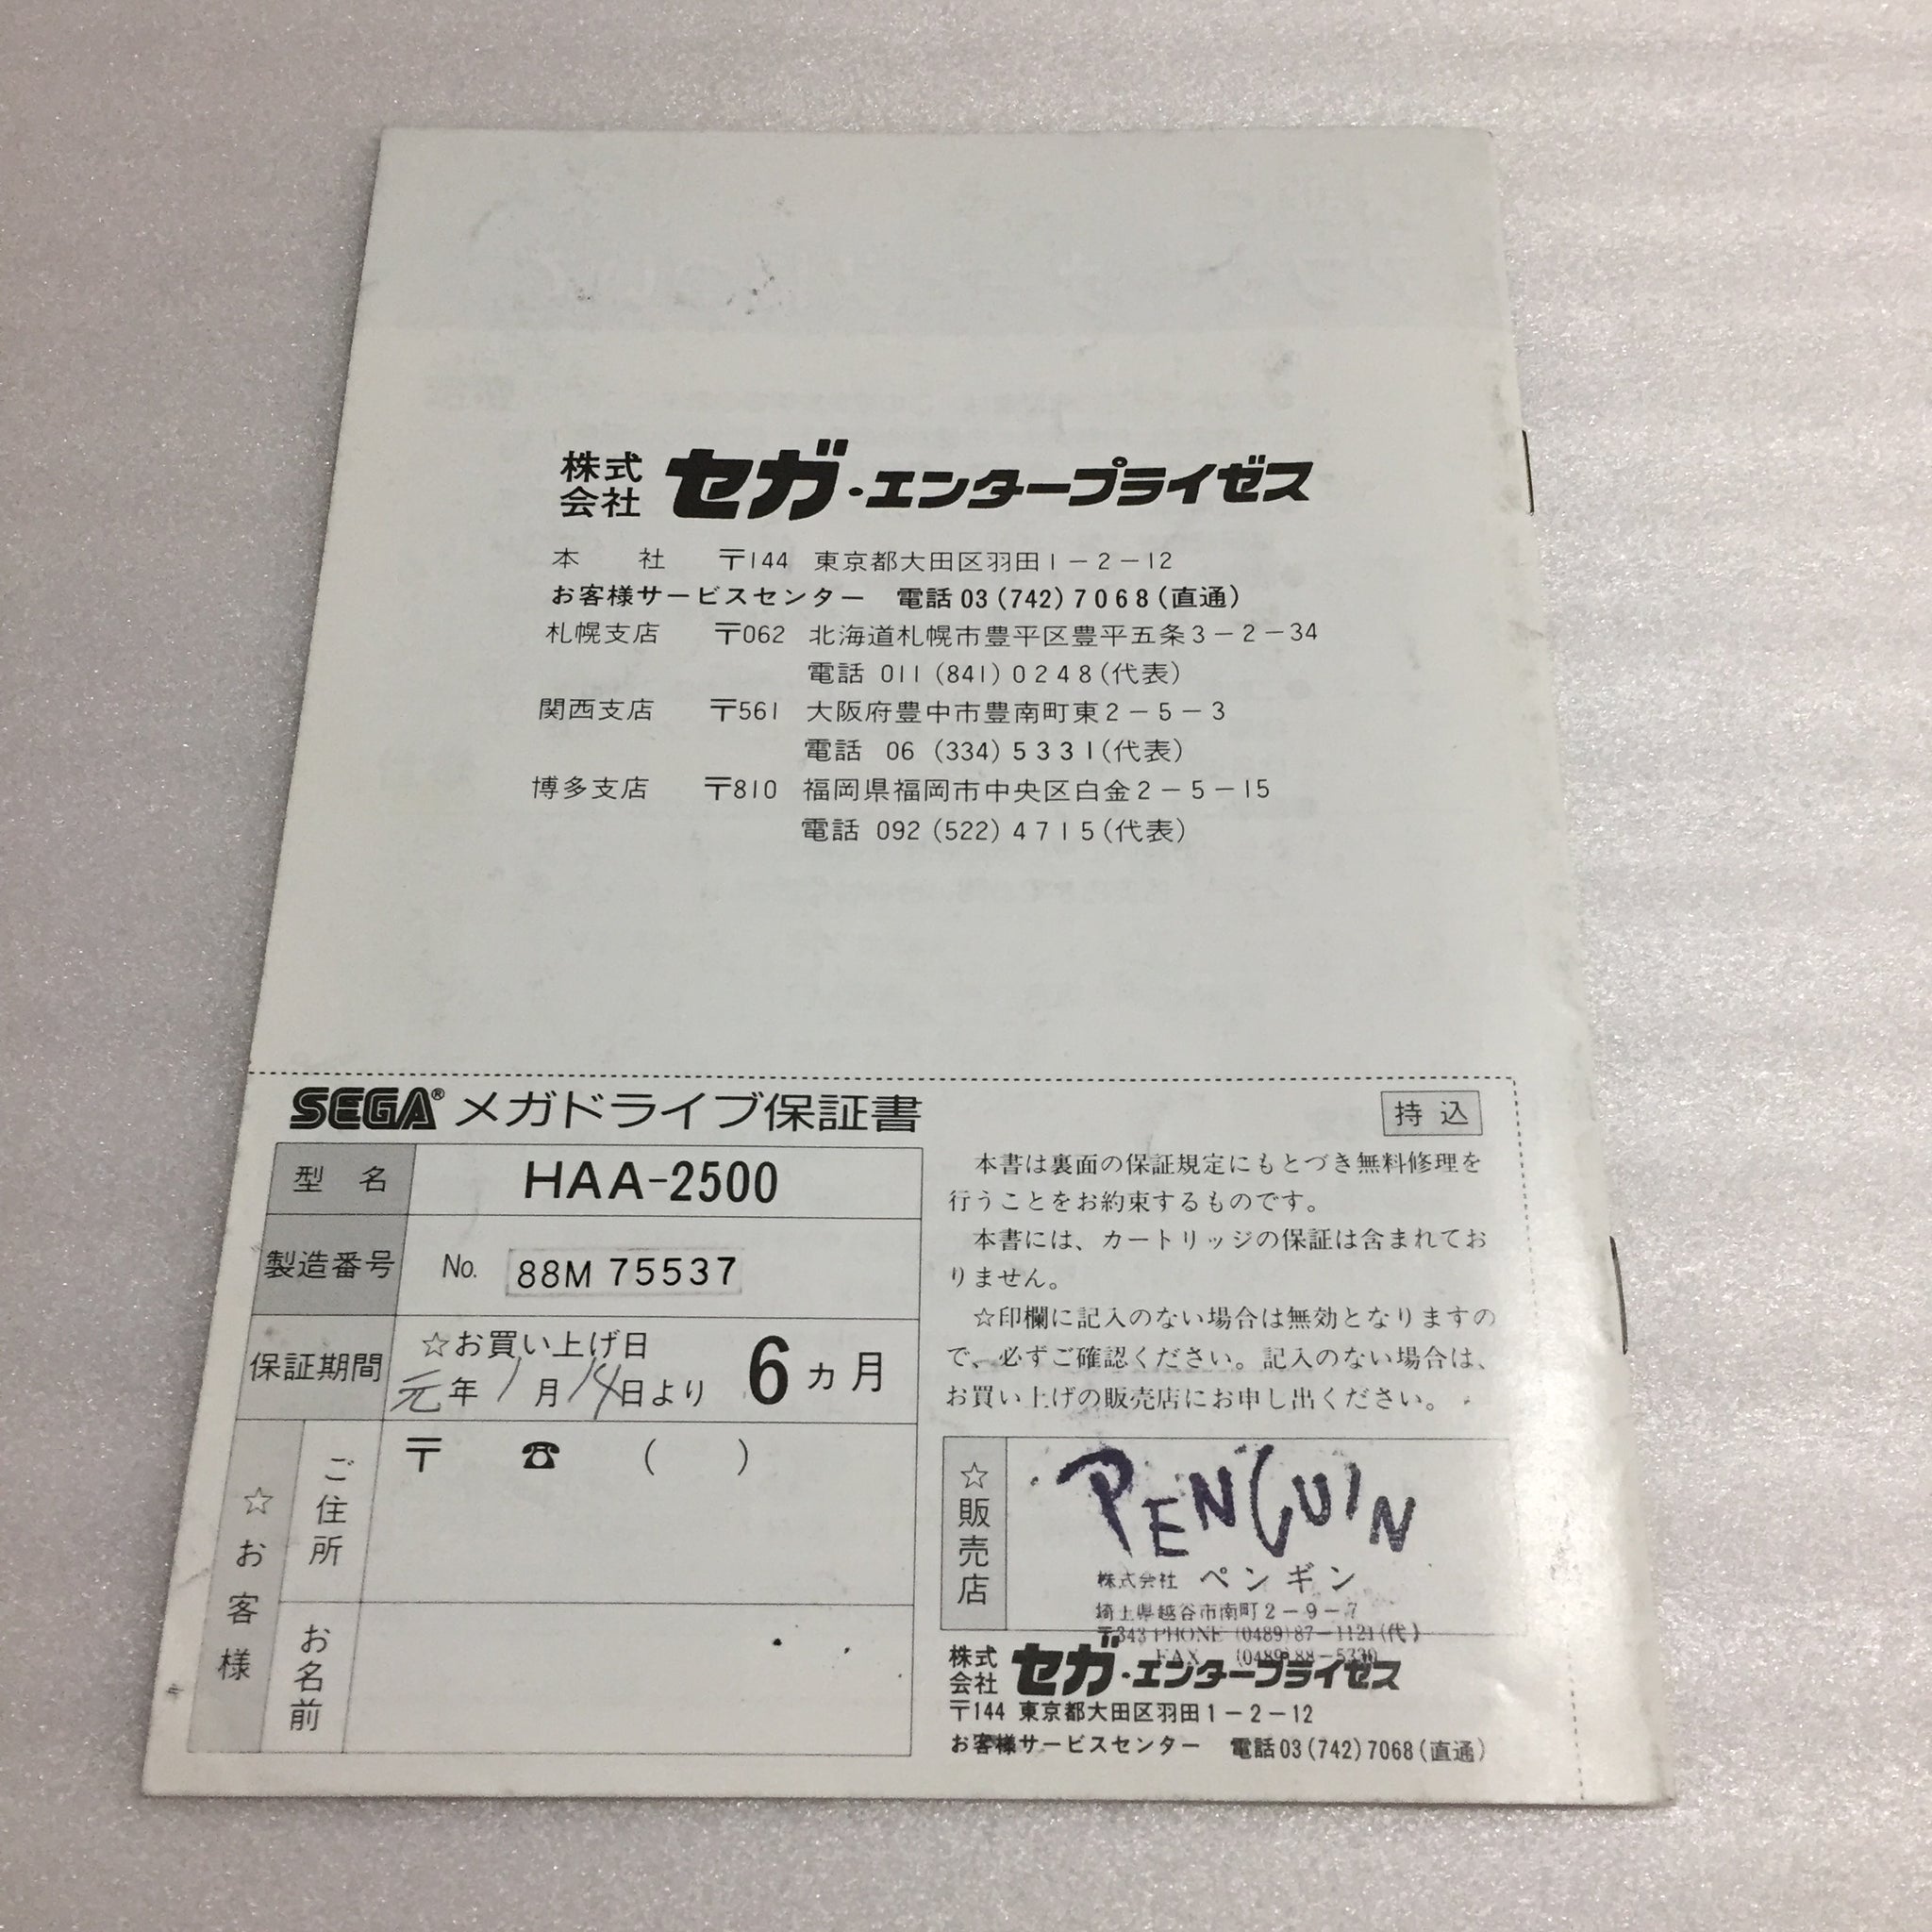 株式会社 セガ・エンタープライゼス
本　社　〒144　東京都大田区羽田1－2－12
お客様サービスセンター　電話03(742)7068(直通)
札幌支店　〒062　北海道札幌市豊平区豊平五条3－2－34
電話 011(841)0248(代表)
関西支店　〒561　大阪府豊中市豊南町東2－5－3
電話 06 (334)5331(代表)
博多支店　〒810　福岡県福岡市中央区白金2－5－15
電話 092(522)4715(代表)
SEGA® メガドライブ保証書
持込
型　名　HAA-2500
製造番号　No. 88M 75537
保証期間　☆お買い上げ日
元年 1月14日より　6ヵ月
☆お客様
ご住所　〒　☎　(　　)
お名前
本書は裏面の保証規定にもとづき無料修理を
行うことをお約束するものです。
本書には、カートリッジの保証は含まれてお
りません。
☆印欄に記入のない場合は無効となりますの
で、必ずご確認ください。記入のない場合は、
お買い上げの販売店にお申し出ください。
☆販売店
PENGUIN
株式会社 ペンギン
埼玉県越谷市南町2－9－7
〒343 PHONE (0489)87－1121(代)
FAX (0489)88－5330
株式会社 セガ・エンタープライゼス
〒144 東京都大田区羽田1－2－12
お客様サービスセンター　電話03(742)7068(直通)